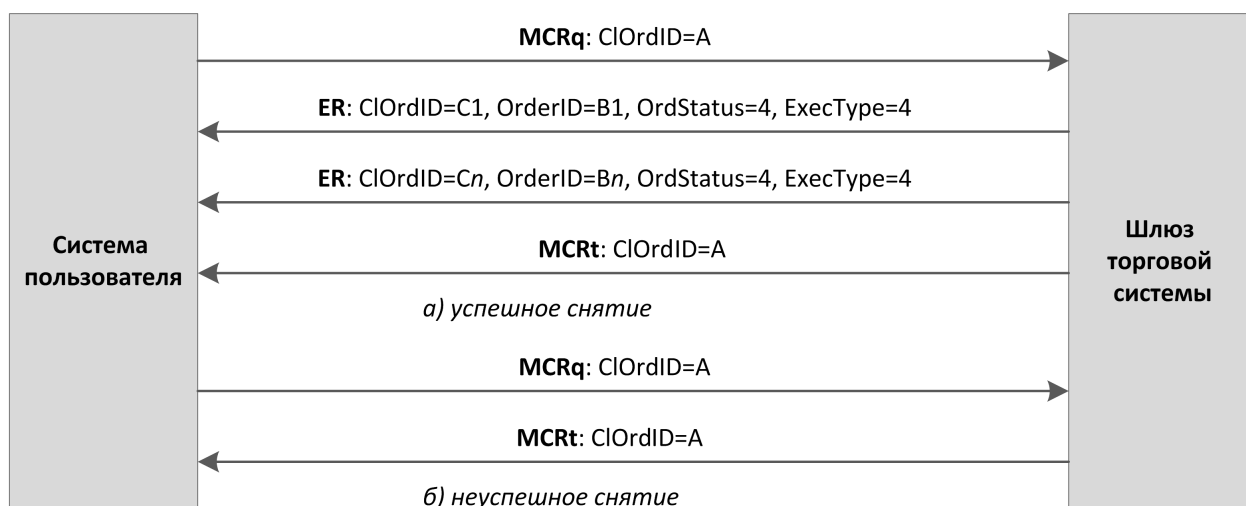 MCRq: ClOrdID=A
ER: ClOrdID=C1, OrderID=B1, OrdStatus=4, ExecType=4
ER: ClOrdID=Cn, OrderID=Bn, OrdStatus=4, ExecType=4
Система
пользователя
MCRt: ClOrdID=A
Шлюз
торговой
системы
а) успешное снятие
MCRq: ClOrdID=A
MCRt: ClOrdID=A
б) неуспешное снятие